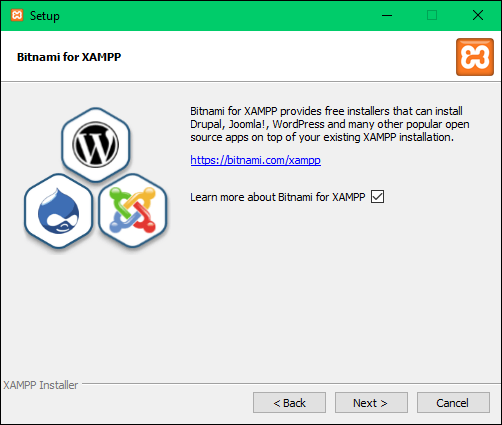 Setup
Bitnami for XAMPP
Bitnami for XAMPP provides free installers that can install
Drupal, Joomla!, WordPress and many other popular open
source apps on top of your existing XAMPP installation.
https://bitnami.com/xampp
Learn more about Bitnami for XAMPP
XAMPP Installer
< Back
Next >
Cancel